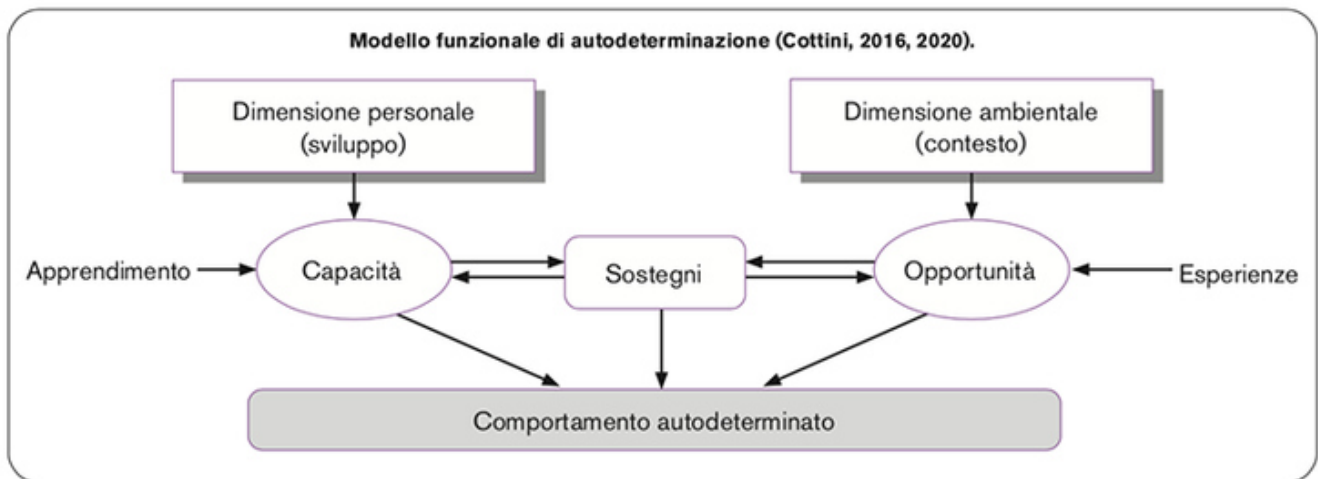 Modello funzionale di autodeterminazione (Cottini, 2016, 2020).
Dimensione personale
(sviluppo)
Dimensione ambientale
(contesto)
Apprendimento
Capacità
Sostegni
Opportunità
Esperienze
Comportamento autodeterminato